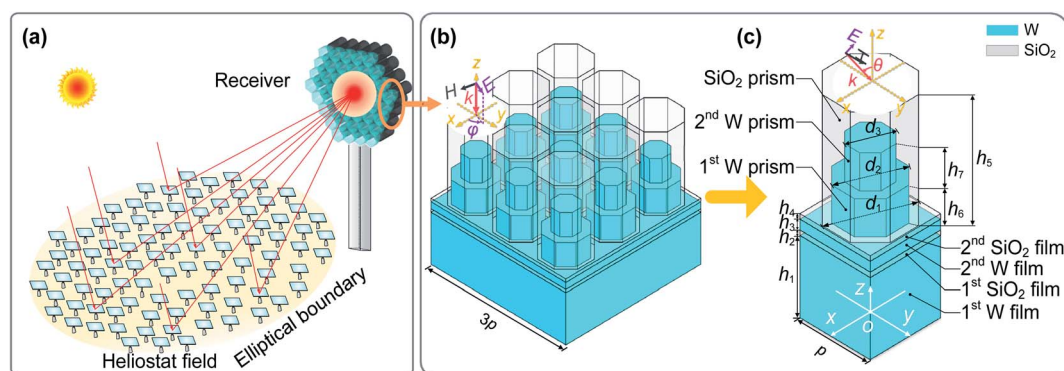 (a)
Receiver
Heliostat field
Elliptical boundary
(b)
z
E
H
k
x
y
φ
3p
(c)
W
SiO₂
z
E
H
θ
k
x
y
SiO₂ prism
2nd W prism
1st W prism
d₃
d₂
d₁
h₅
h₇
h₆
h₄
h₃
h₂
h₁
2nd SiO₂ film
2nd W film
1st SiO₂ film
1st W film
z
x
o
y
p